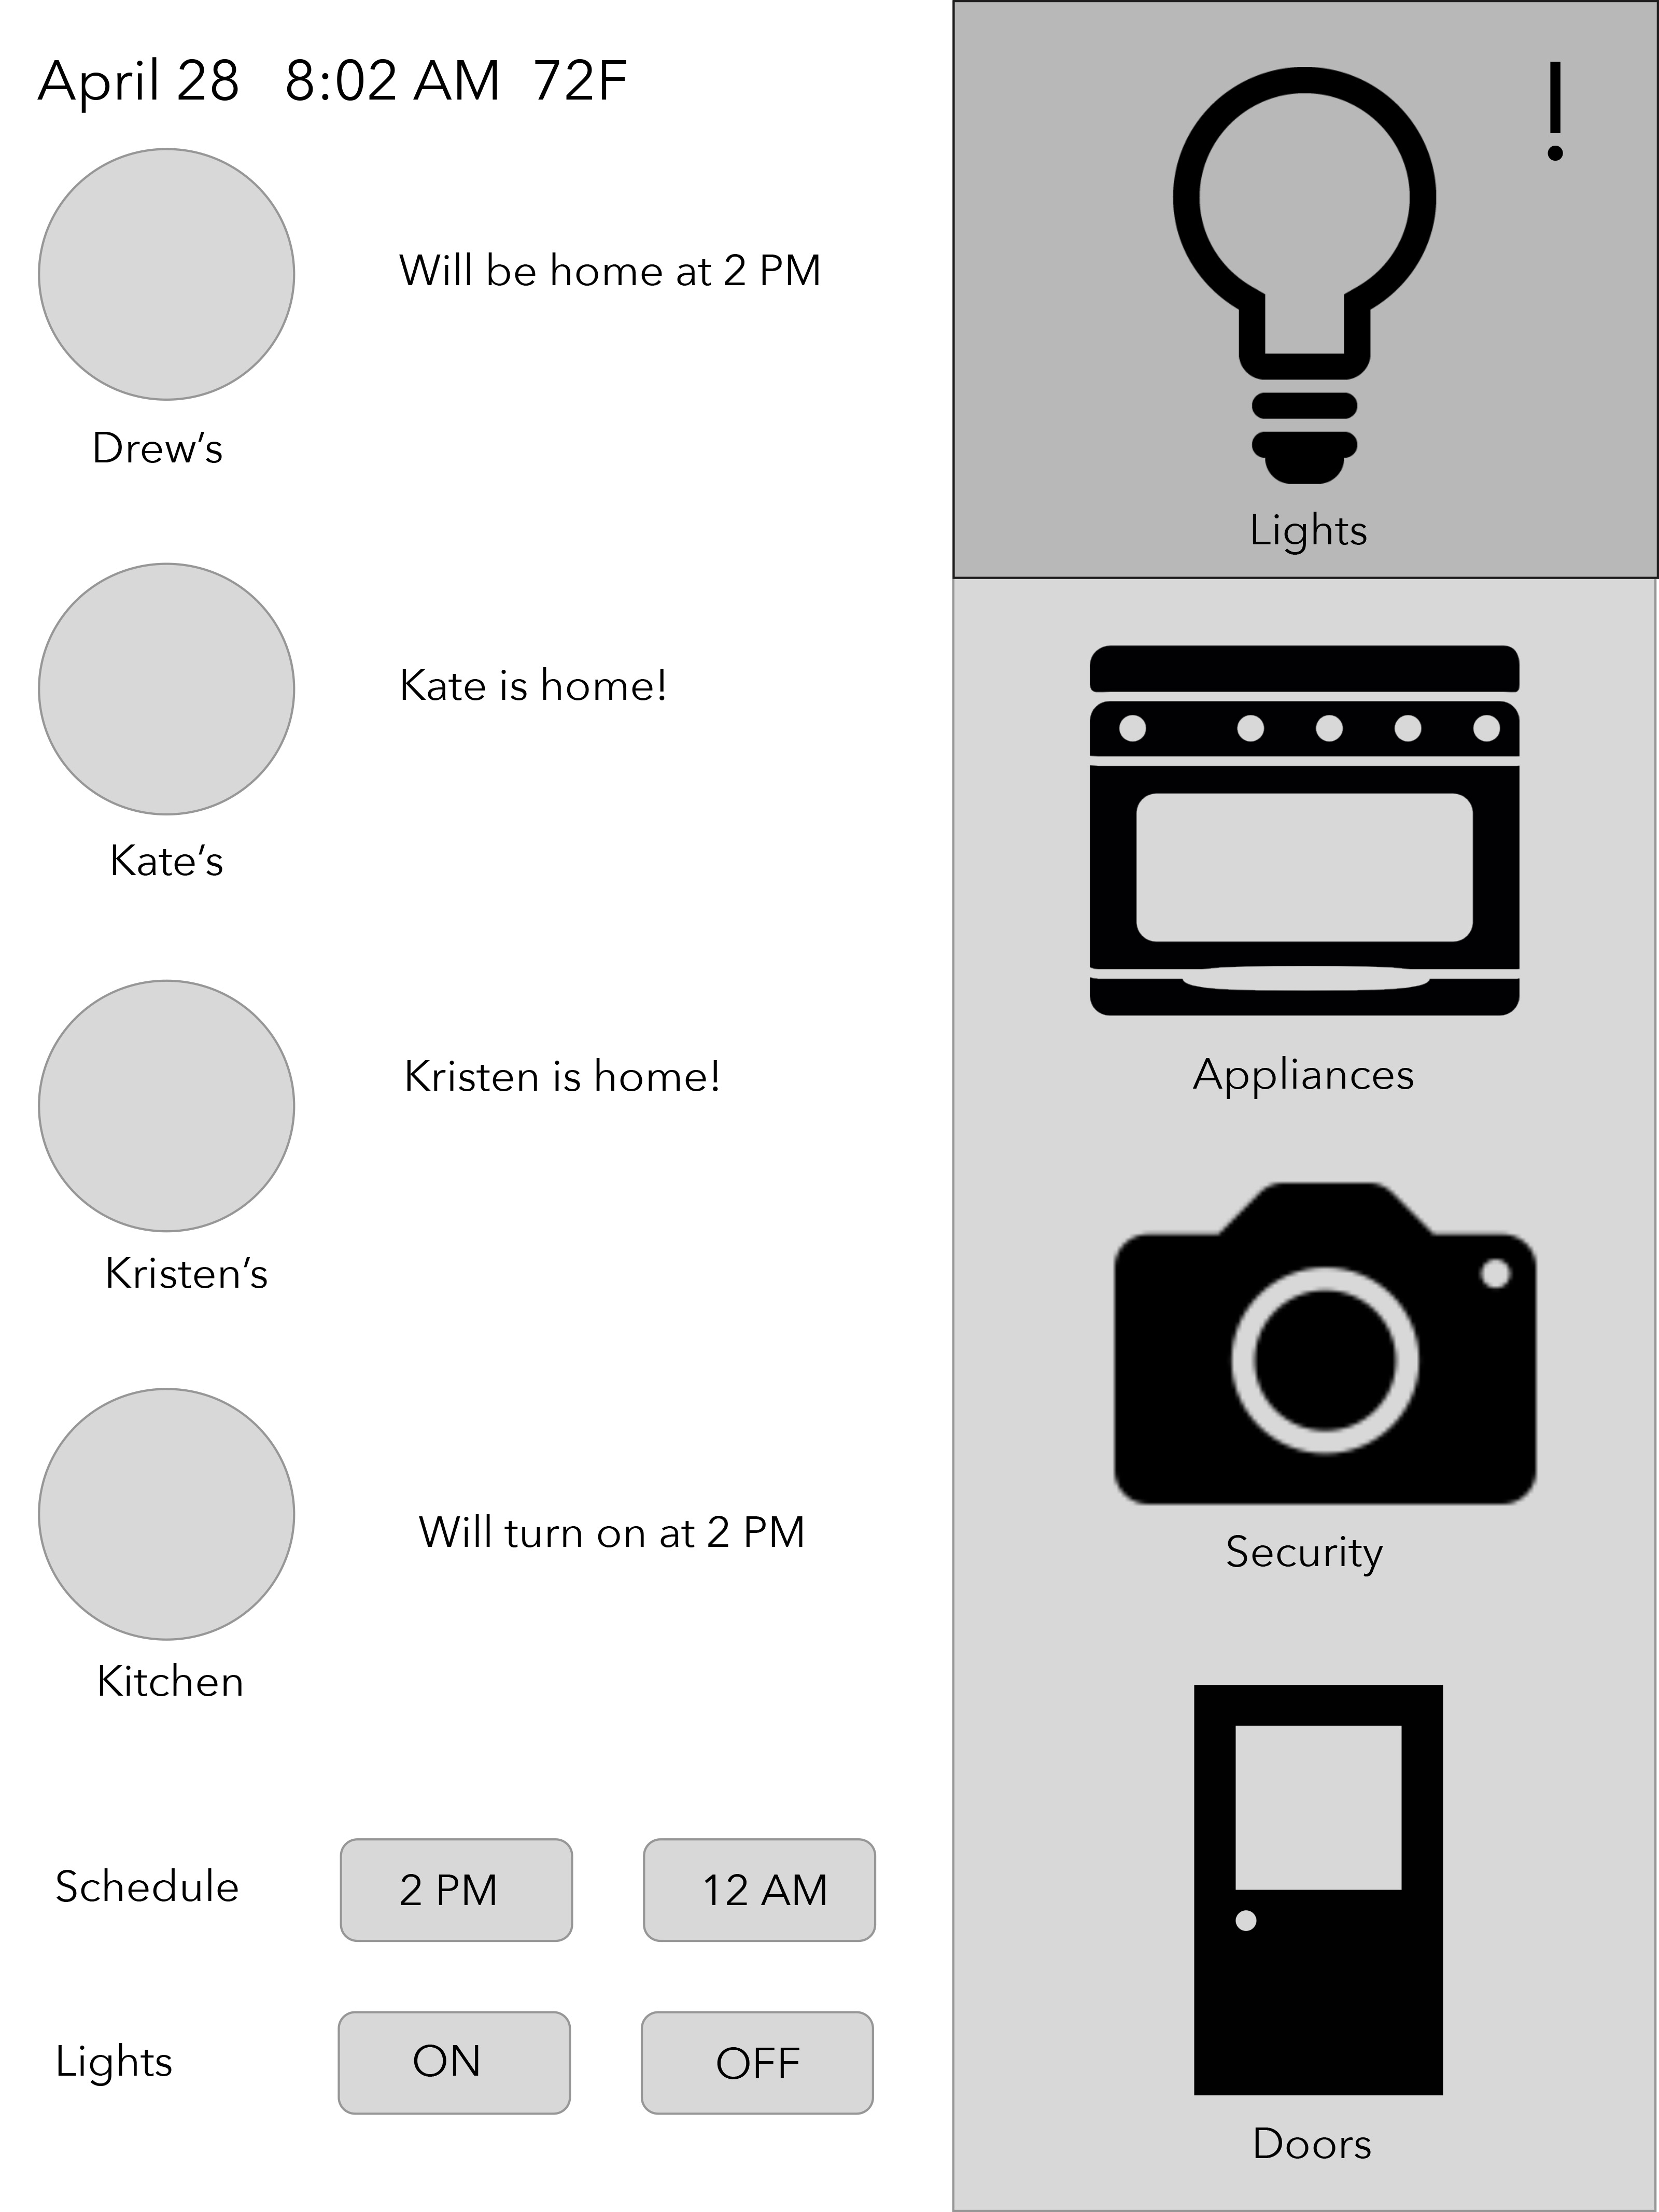 April 28 8:02 AM 72F
Will be home at 2 PM
Drew’s
Kate is home!
Kate’s
Kristen is home!
Kristen’s
Will turn on at 2 PM
Kitchen
Schedule 2 PM 12 AM
Lights ON OFF
!
Lights
Appliances
Security
Doors